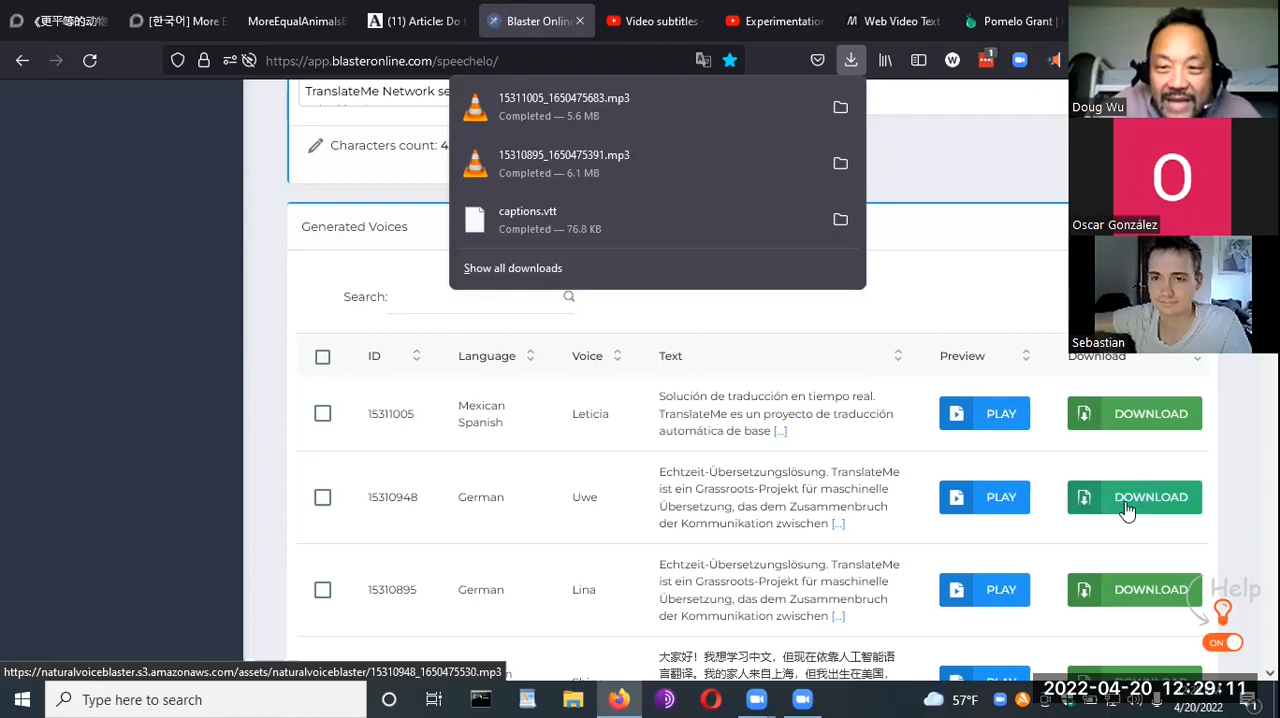 《更平等的动物
[한국어] More E
MoreEqualAnimalsB
(11) Article: Do
Blaster Online
Video subtitles -
Experimentation
Web Video Text
Pomelo Grant |
https://app.blasteronline.com/speechelo/
1
TranslateMe Network se
Characters count: 4
15311005_1650475683.mp3
Completed — 5.6 MB
15310895_1650475391.mp3
Completed — 6.1 MB
captions.vtt
Completed — 76.8 KB
Show all downloads
Doug Wu
O
Oscar González
Sebastian
Generated Voices
Search:
ID Language Voice Text Preview Download
15311005
Mexican
Spanish
Leticia
Solución de traducción en tiempo real.
TranslateMe es un proyecto de traducción
automática de base [...]
PLAY
DOWNLOAD
15310948
German
Uwe
Echtzeit-Übersetzungslösung. TranslateMe
ist ein Grassroots-Projekt für maschinelle
Übersetzung, das dem Zusammenbruch
der Kommunikation zwischen [...]
PLAY
DOWNLOAD
15310895
German
Lina
Echtzeit-Übersetzungslösung. TranslateMe
ist ein Grassroots-Projekt für maschinelle
Übersetzung, das dem Zusammenbruch
der Kommunikation zwischen [...]
PLAY
DOWNLOAD
Help
ON
大家好！我想学习中文，但现在依靠人工智能语
言翻译。我的家人来自上海，但我出生在美国，
https://naturalvoiceblaster.s3.amazonaws.com/assets/naturalvoiceblaster/15310948_1650475530.mp3
Type here to search
57°F
2022-04-20 12:29:11
4/20/2022
1